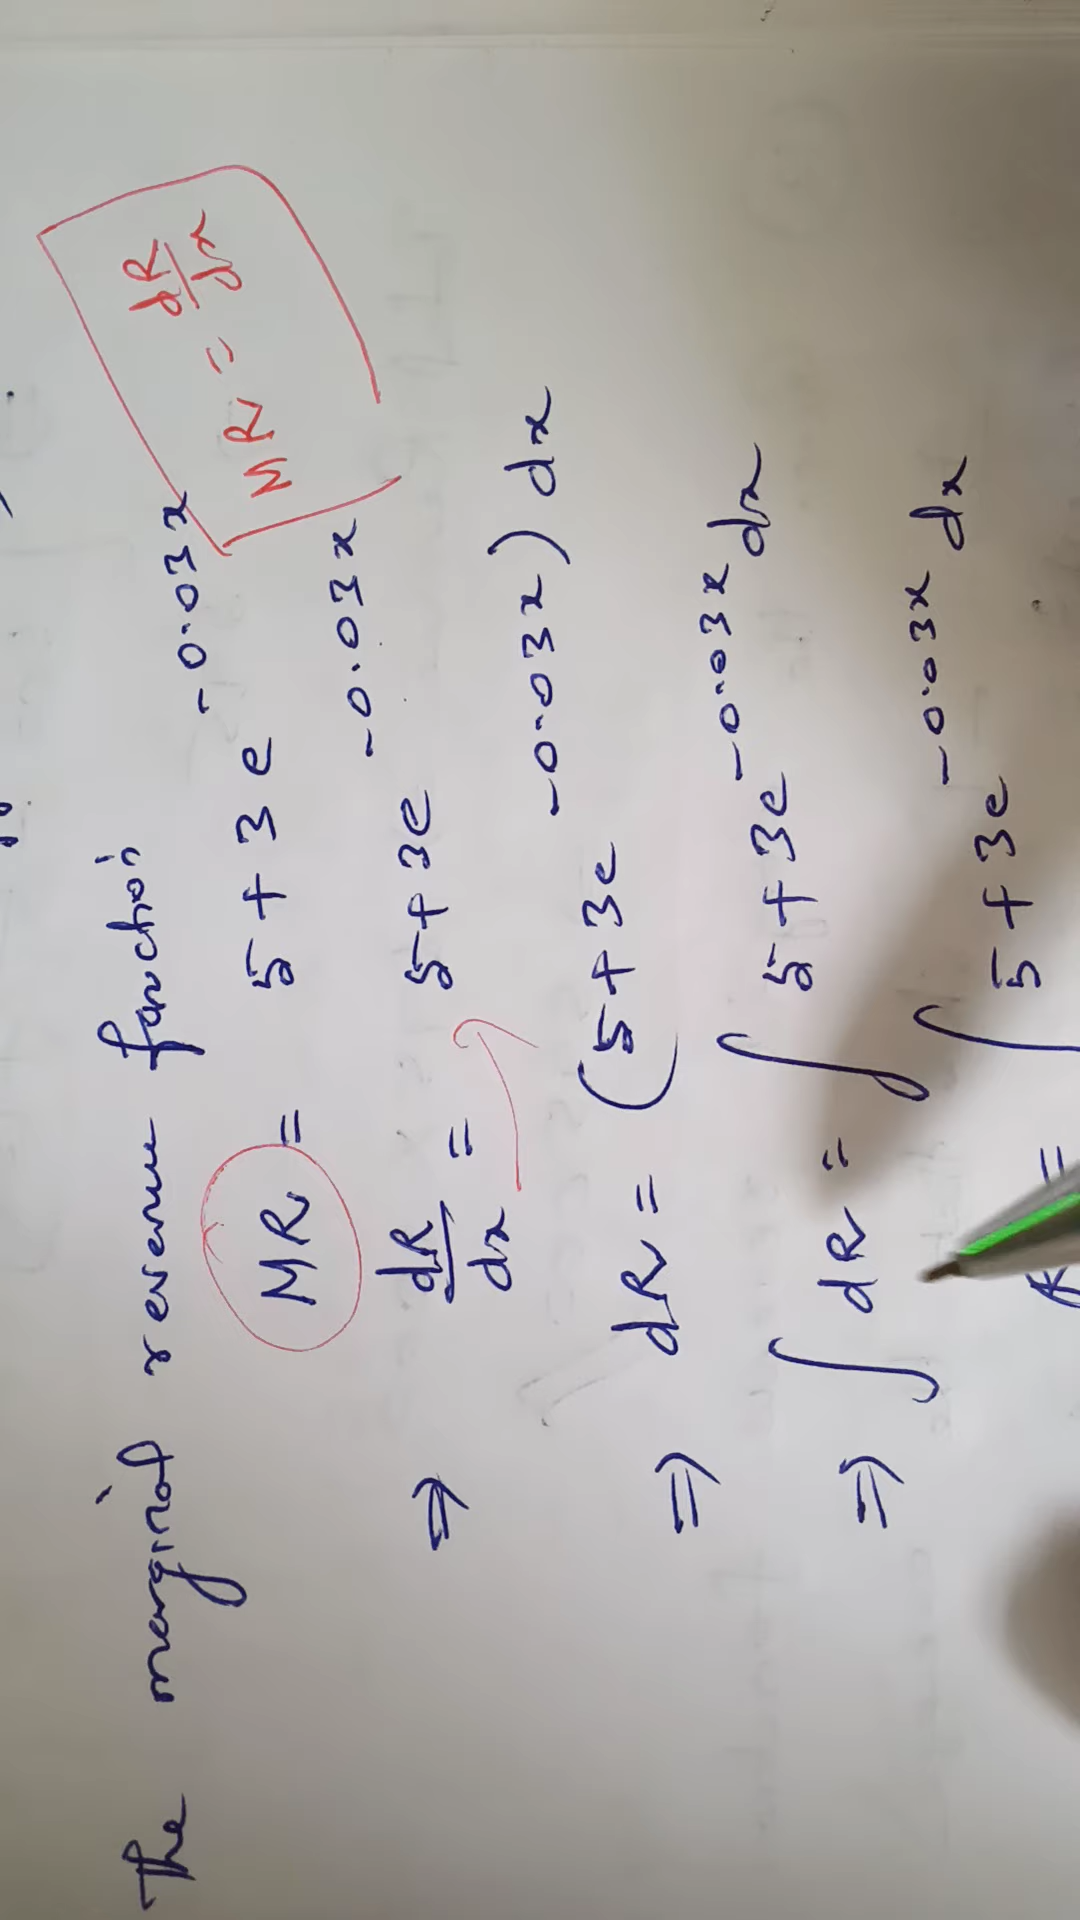 The marginal revenue function
MR = 5 + 3e^-0.03x
MR = dR/dx
⇒ dR/dx = 5 + 3e^-0.03x
⇒ dR = (5 + 3e^-0.03x) dx
⇒ ∫ dR = ∫ 5 + 3e^-0.03x dx
R = ∫ 5 + 3e^-0.03x dx